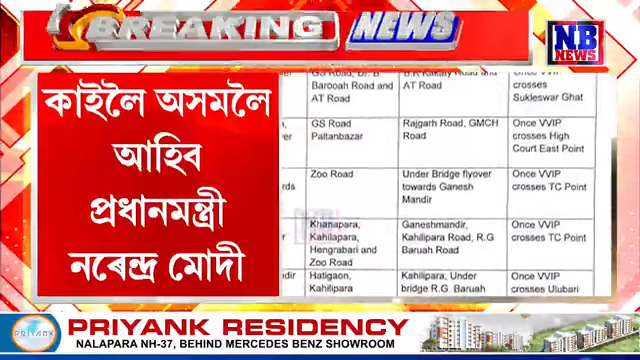 BREAKING NEWS
NB
NEWS
কাইলৈ অসমলৈ
আহিব
প্ৰধানমন্ত্ৰী
নৰেন্দ্ৰ মোদী
GS Road, Dr. B. Barooah Road and AT Road
B.K Kakaty Road and AT Road
Once VVIP crosses Sukleswar Ghat
GS Road Paltanbazar
Rajgarh Road, GMCH Road
Once VVIP crosses High Court East Point
Zoo Road
Under Bridge flyover towards Ganesh Mandir
Once VVIP crosses TC Point
Khanapara, Kahilapara, Hengrabari and Zoo Road
Ganeshmandir, Kahilipara Road, R.G Baruah Road
Once VVIP crosses TC Point
Hatigaon, Kahilipara
Kahilipara, Under bridge R.G. Baruah
Once VVIP crosses Ulubari
PRIYANK
PRIYANK RESIDENCY
NALAPARA NH-37, BEHIND MERCEDES BENZ SHOWROOM